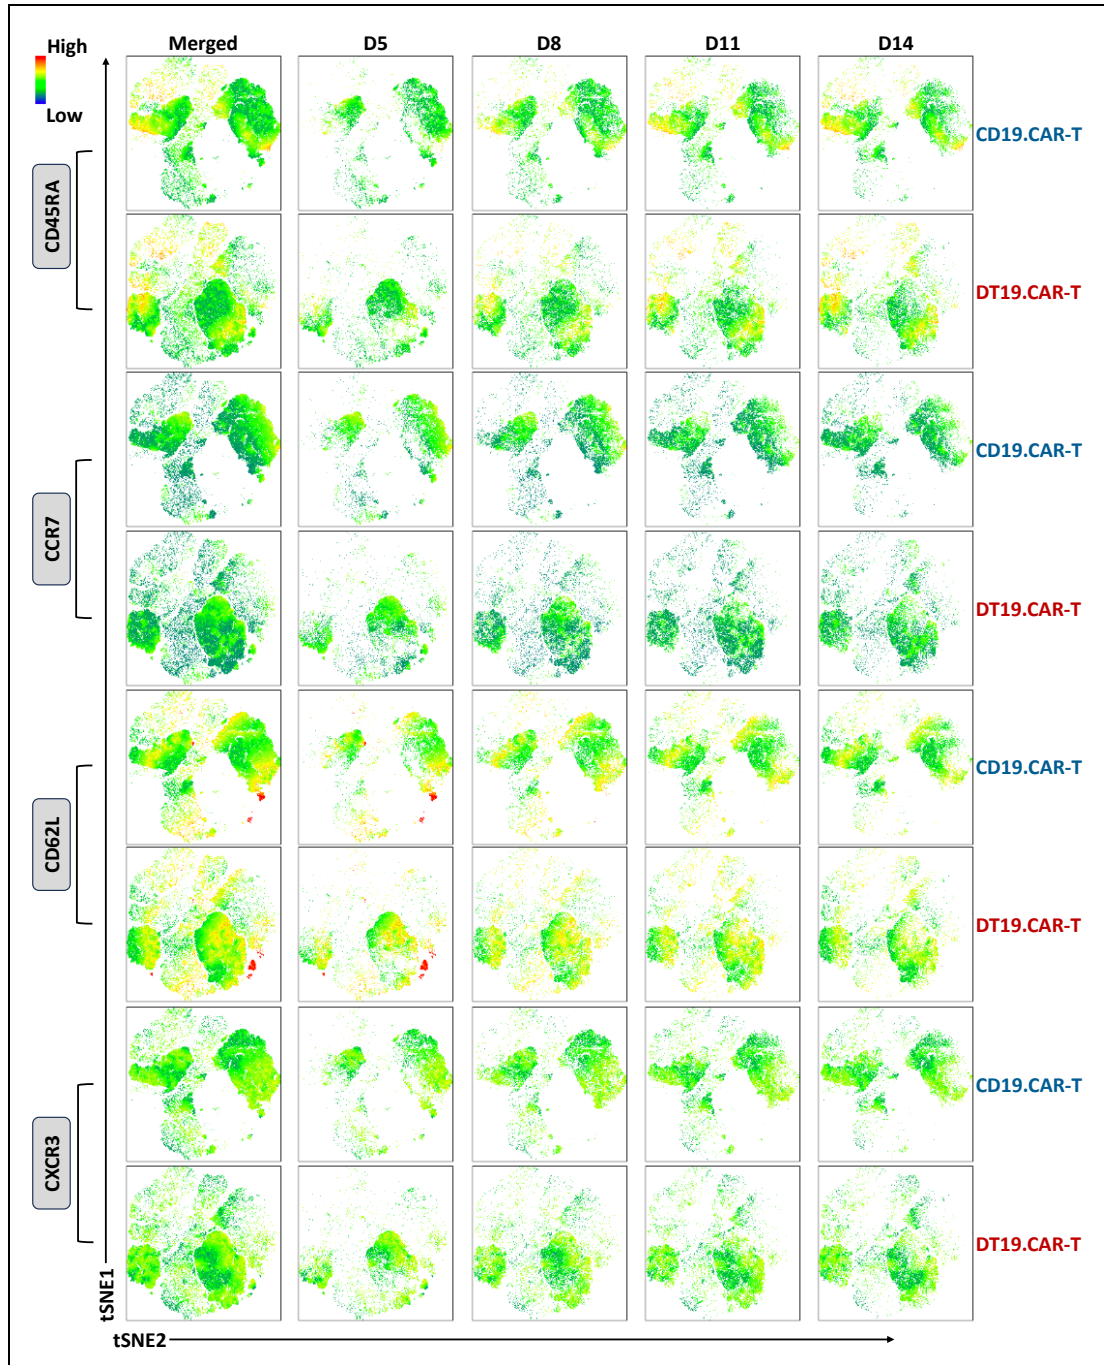 Merged D5 D8 D11 D14
High
Low
CD45RA
CD19.CAR-T
DT19.CAR-T
CCR7
CD19.CAR-T
DT19.CAR-T
CD62L
CD19.CAR-T
DT19.CAR-T
CXCR3
CD19.CAR-T
DT19.CAR-T
tSNE1
tSNE2